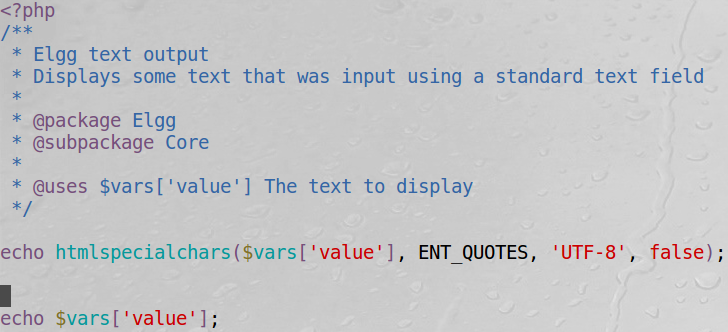 <?php
/**
 * Elgg text output
 * Displays some text that was input using a standard text field
 *
 * @package Elgg
 * @subpackage Core
 *
 * @uses $vars['value'] The text to display
 */
echo htmlspecialchars($vars['value'], ENT_QUOTES, 'UTF-8', false);
echo $vars['value'];